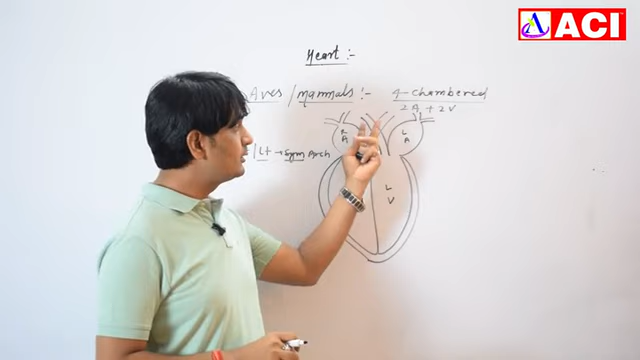 ACI
Heart :-
Aves / Mammals :- 4-chambered
2A + 2V
R L
A A
/ Lt → Sym Arch
L
V